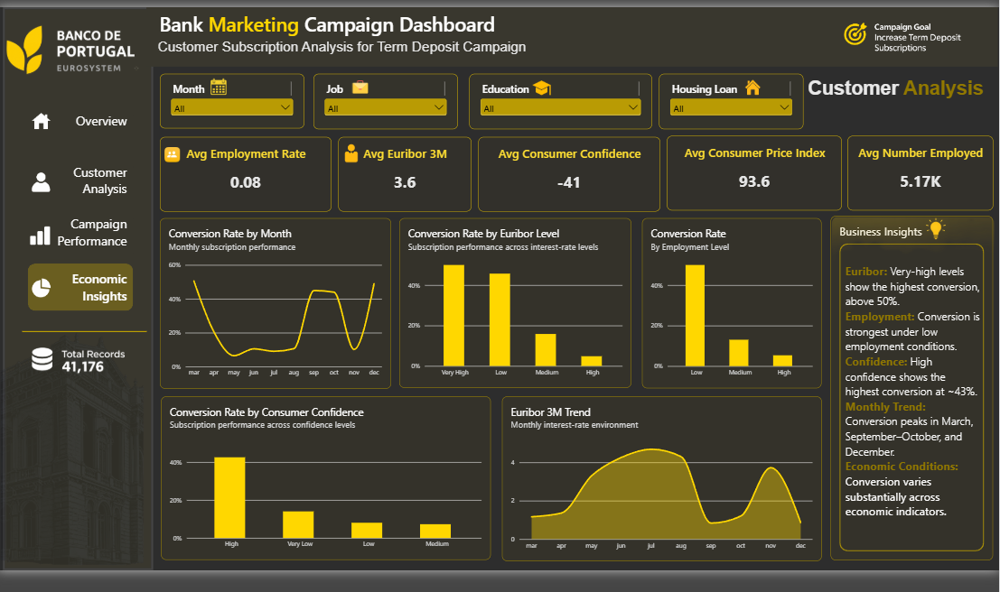 BANCO DE
PORTUGAL
EUROSYSTEM
Bank Marketing Campaign Dashboard
Customer Subscription Analysis for Term Deposit Campaign
Campaign Goal
Increase Term Deposit
Subscriptions
Overview
Customer
Analysis
Campaign
Performance
Economic
Insights
Total Records
41,176
Month
All
Job
All
Education
All
Housing Loan
All
Customer Analysis
Avg Employment Rate
0.08
Avg Euribor 3M
3.6
Avg Consumer Confidence
-41
Avg Consumer Price Index
93.6
Avg Number Employed
5.17K
Conversion Rate by Month
Monthly subscription performance
60%
40%
20%
0%
mar apr may jun jul aug sep oct nov dec
Conversion Rate by Euribor Level
Subscription performance across interest-rate levels
40%
20%
0%
Very High Low Medium High
Conversion Rate
By Employment Level
40%
20%
0%
Low Medium High
Conversion Rate by Consumer Confidence
Subscription performance across confidence levels
40%
20%
0%
High Very Low Low Medium
Euribor 3M Trend
Monthly interest-rate environment
4
2
0
mar apr may jun jul aug sep oct nov dec
Business Insights
Euribor: Very-high levels
show the highest conversion,
above 50%.
Employment: Conversion is
strongest under low
employment conditions.
Confidence: High
confidence shows the
highest conversion at ~43%.
Monthly Trend:
Conversion peaks in March,
September–October, and
December.
Economic Conditions:
Conversion varies
substantially across
economic indicators.